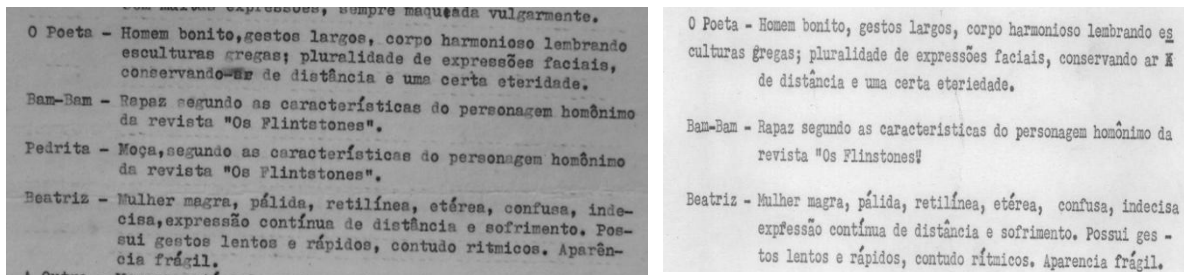 bem muitas expressões, sempre maqueada vulgarmente.
O Poeta - Homem bonito,gestos largos, corpo harmonioso lembrando
esculturas gregas; pluralidade de expressões faciais,
conservando-ar de distância e uma certa eteridade.
Bam-Bam - Rapaz segundo as características do personagem homônimo
da revista "Os Flintstones".
Pedrita - Moça,segundo as características do personagem homônimo
da revista "Os Flintstones".
Beatriz - Mulher magra, pálida, retilínea, etérea, confusa, inde-
cisa,expressão contínua de distância e sofrimento. Pos-
sui gestos lentos e rápidos, contudo ritmicos. Aparên-
cia frágil.
O Poeta - Homem bonito, gestos largos, corpo harmonioso lembrando es
culturas gregas; pluralidade de expressões faciais, conservando ar X
de distância e uma certa eteriedade.
Bam-Bam - Rapaz segundo as caracteristicas do personagem homônimo da
revista "Os Flinstones"
Beatriz - Mulher magra, pálida, retilínea, etérea, confusa, indecisa
expressão contínua de distância e sofrimento. Possui ges -
tos lentos e rápidos, contudo rítmicos. Aparencia frágil.